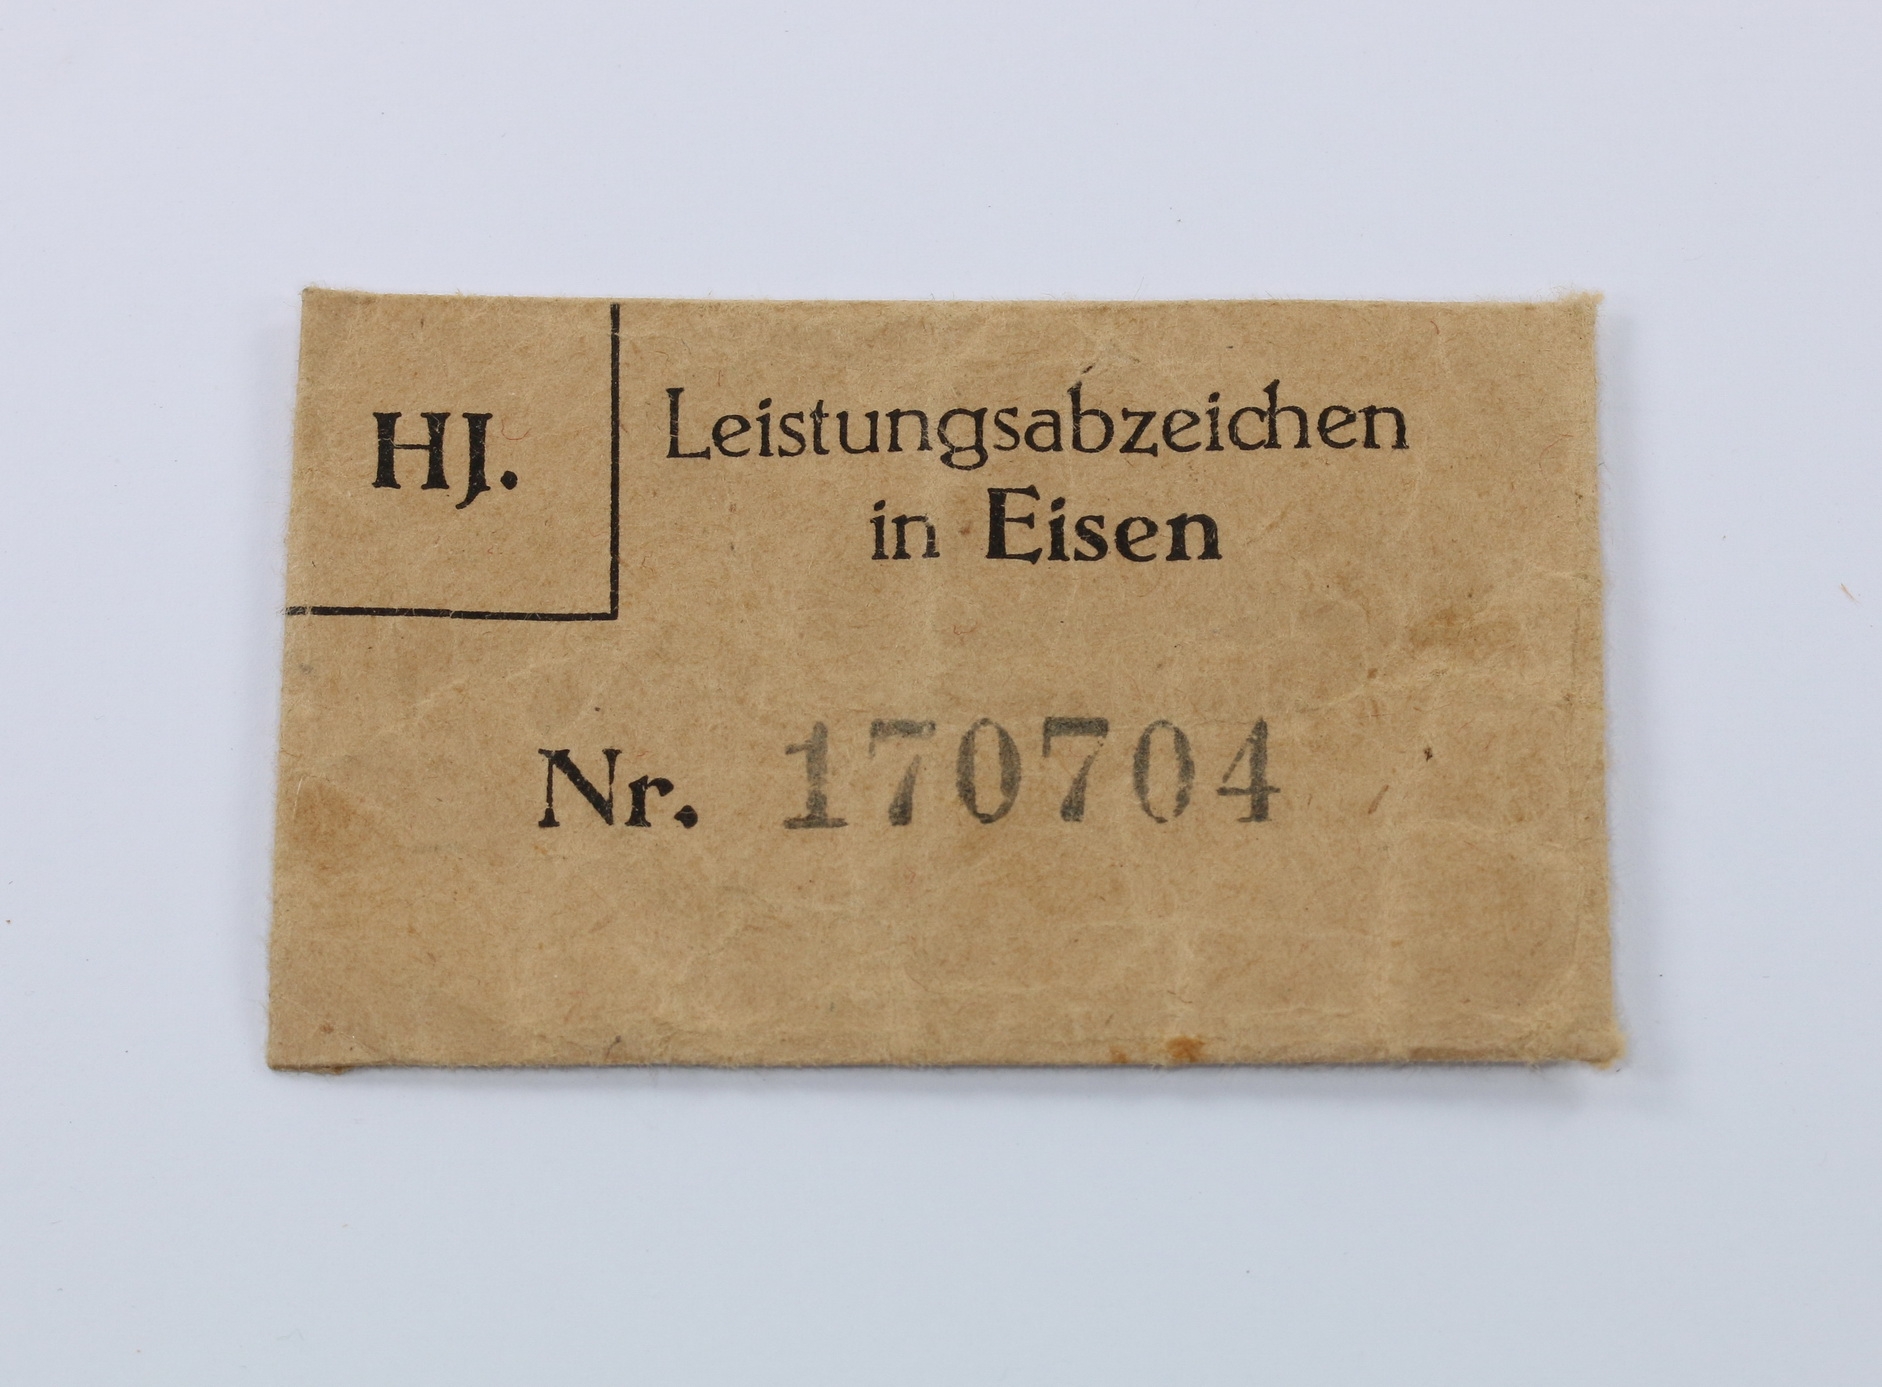 HJ.
Leistungsabzeichen
in Eisen
Nr. 170704